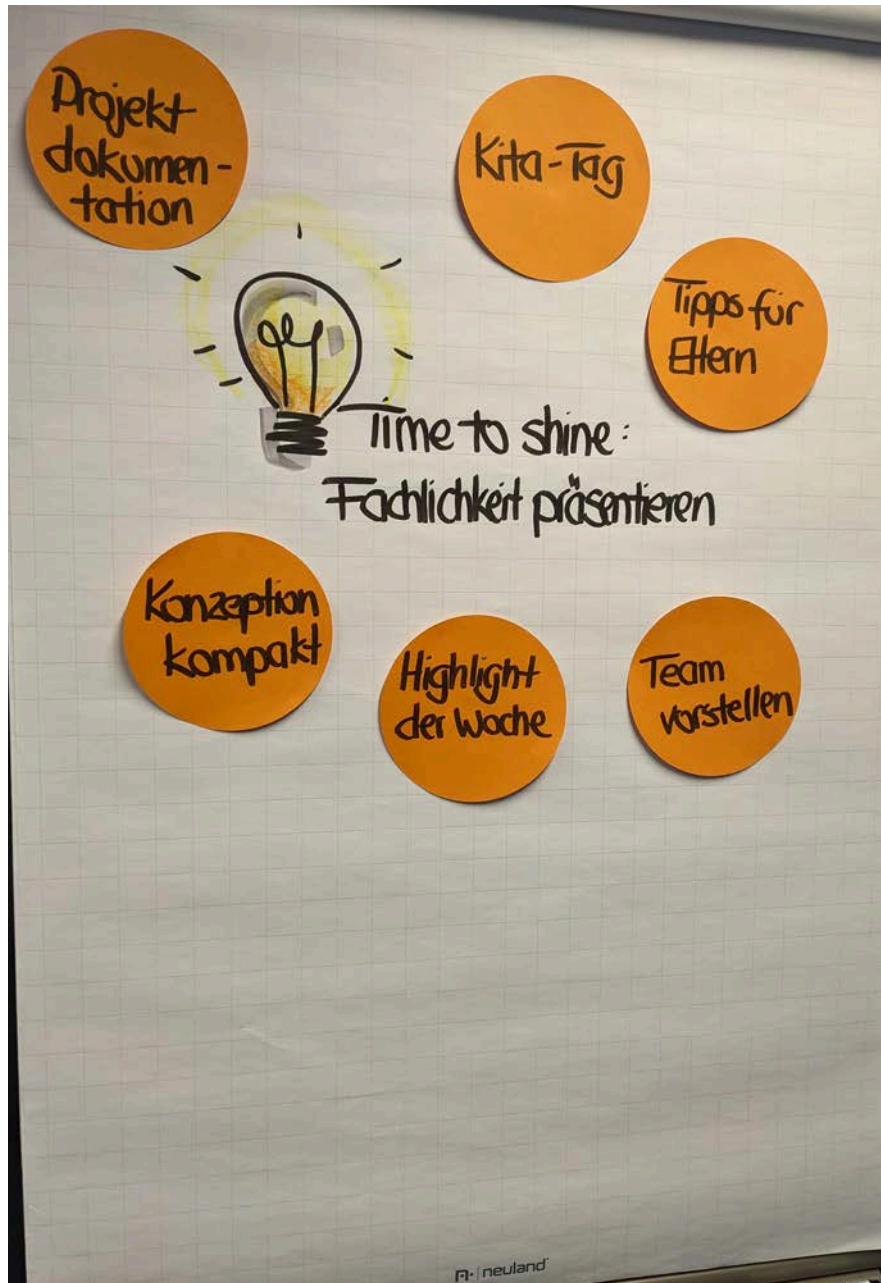 Projekt
dokumen-
tation
Kita-Tag
Tipps für
Eltern
Time to shine:
Fachlichkeit präsentieren
Konzeption
kompakt
Highlight
der Woche
Team
vorstellen
neuland